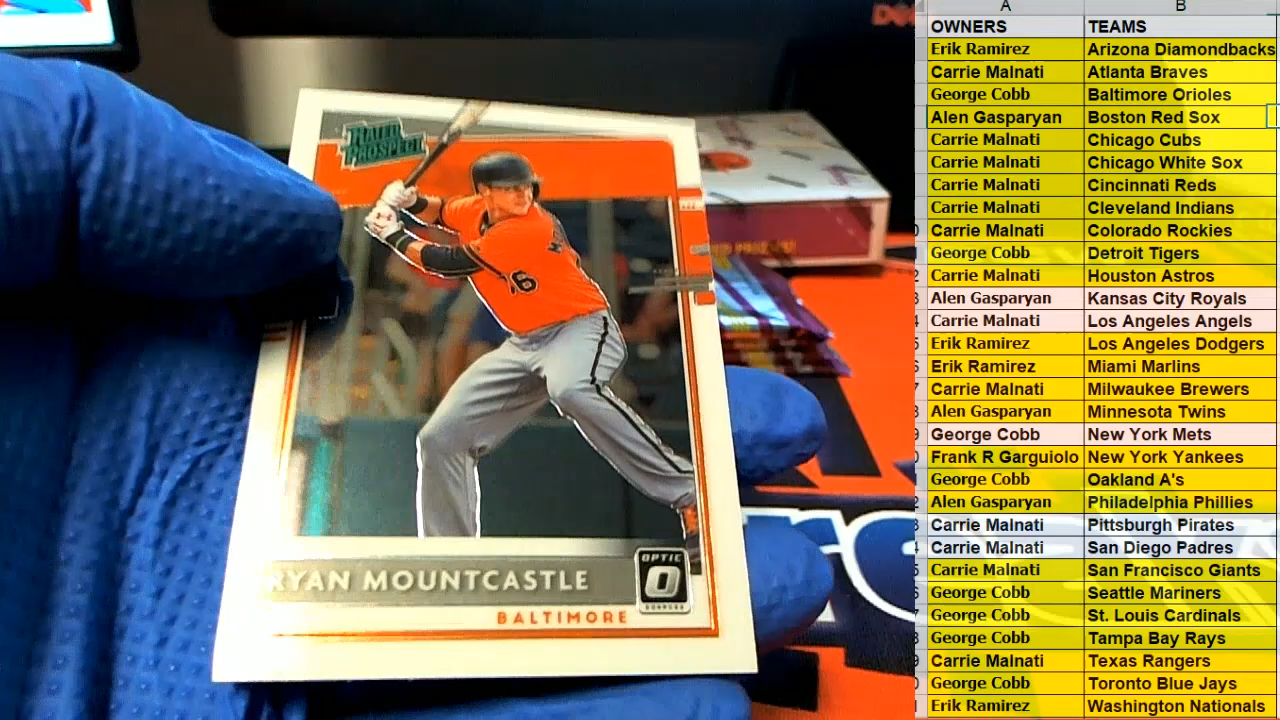 RATED
PROSPECT
16
RYAN MOUNTCASTLE
OPTIC
BALTIMORE
A B
OWNERS TEAMS
Erik Ramirez Arizona Diamondbacks
Carrie Malnati Atlanta Braves
George Cobb Baltimore Orioles
Alen Gasparyan Boston Red Sox
Carrie Malnati Chicago Cubs
Carrie Malnati Chicago White Sox
Carrie Malnati Cincinnati Reds
Carrie Malnati Cleveland Indians
Carrie Malnati Colorado Rockies
George Cobb Detroit Tigers
Carrie Malnati Houston Astros
Alen Gasparyan Kansas City Royals
Carrie Malnati Los Angeles Angels
Erik Ramirez Los Angeles Dodgers
Erik Ramirez Miami Marlins
Carrie Malnati Milwaukee Brewers
Alen Gasparyan Minnesota Twins
George Cobb New York Mets
Frank R Garguiolo New York Yankees
George Cobb Oakland A's
Alen Gasparyan Philadelphia Phillies
Carrie Malnati Pittsburgh Pirates
Carrie Malnati San Diego Padres
Carrie Malnati San Francisco Giants
George Cobb Seattle Mariners
George Cobb St. Louis Cardinals
George Cobb Tampa Bay Rays
Carrie Malnati Texas Rangers
George Cobb Toronto Blue Jays
Erik Ramirez Washington Nationals